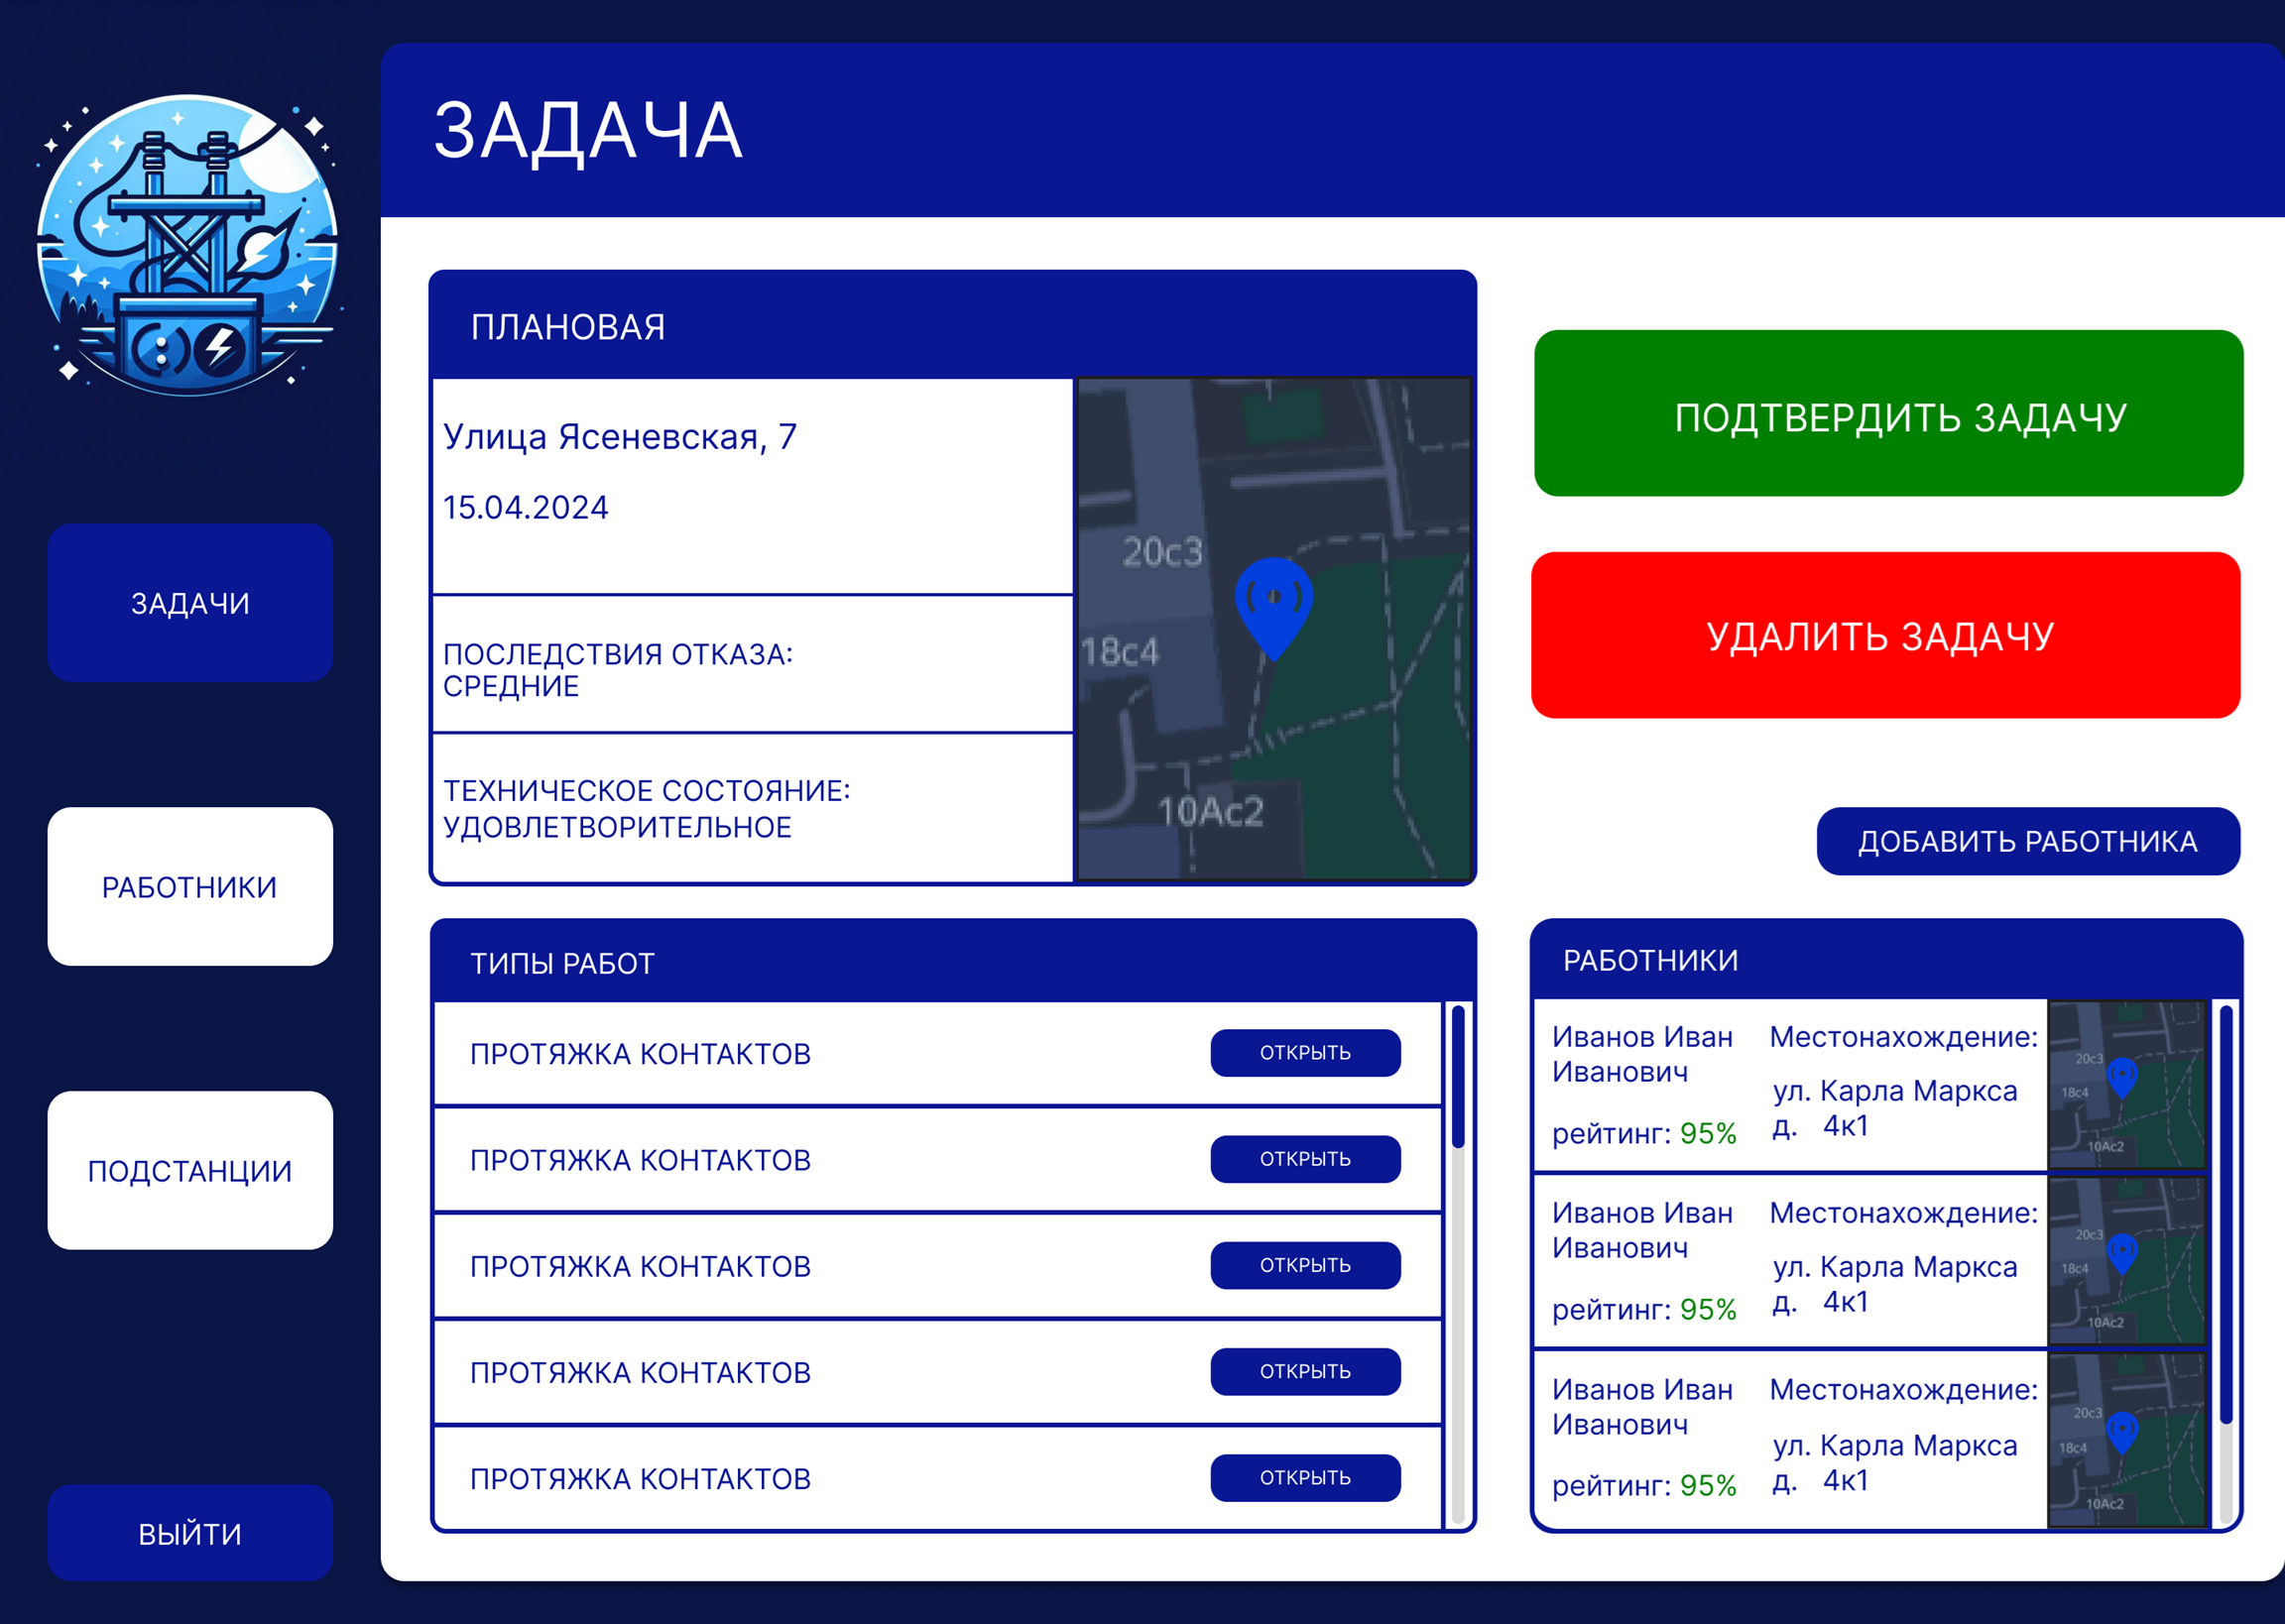 ЗАДАЧА
ЗАДАЧИ
РАБОТНИКИ
ПОДСТАНЦИИ
ВЫЙТИ
ПЛАНОВАЯ
Улица Ясеневская, 7
15.04.2024
ПОСЛЕДСТВИЯ ОТКАЗА:
СРЕДНИЕ
ТЕХНИЧЕСКОЕ СОСТОЯНИЕ:
УДОВЛЕТВОРИТЕЛЬНОЕ
20с3
18с4
10Ас2
ПОДТВЕРДИТЬ ЗАДАЧУ
УДАЛИТЬ ЗАДАЧУ
ДОБАВИТЬ РАБОТНИКА
ТИПЫ РАБОТ
ПРОТЯЖКА КОНТАКТОВ ОТКРЫТЬ
ПРОТЯЖКА КОНТАКТОВ ОТКРЫТЬ
ПРОТЯЖКА КОНТАКТОВ ОТКРЫТЬ
ПРОТЯЖКА КОНТАКТОВ ОТКРЫТЬ
ПРОТЯЖКА КОНТАКТОВ ОТКРЫТЬ
РАБОТНИКИ
Иванов Иван
Иванович
рейтинг: 95%
Местонахождение:
ул. Карла Маркса
д. 4к1
20с3
18с4
10Ас2
Иванов Иван
Иванович
рейтинг: 95%
Местонахождение:
ул. Карла Маркса
д. 4к1
20с3
18с4
10Ас2
Иванов Иван
Иванович
рейтинг: 95%
Местонахождение:
ул. Карла Маркса
д. 4к1
20с3
18с4
10Ас2